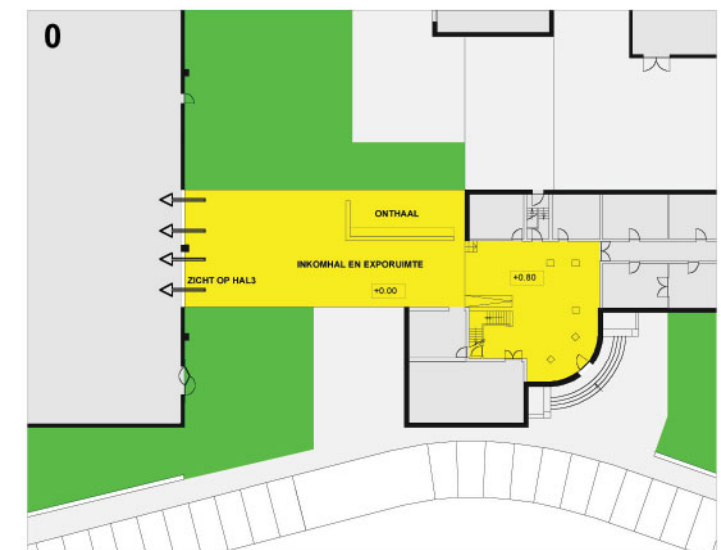 0
ONTHAAL
INKOMHAL EN EXPORUIMTE
+0.80
ZICHT OP HAL3
+0.00